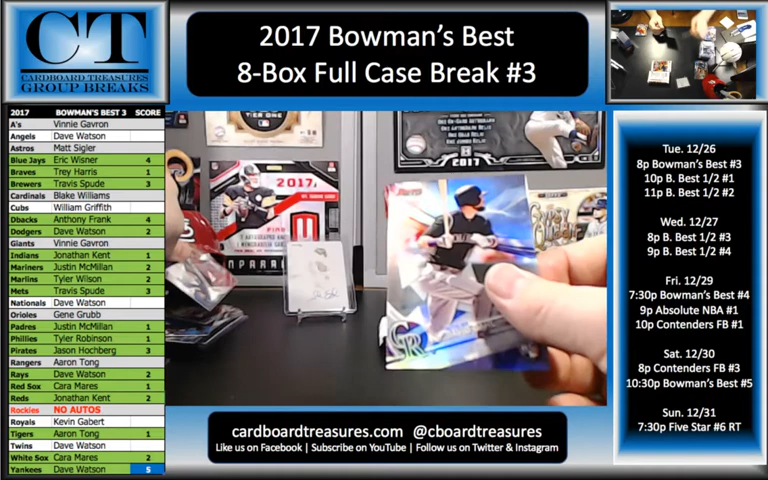 CT
CARDBOARD TREASURES
GROUP BREAKS
2017 Bowman's Best
8-Box Full Case Break #3
2017 BOWMAN'S BEST 3 SCORE
A's Vinnie Gavron
Angels Dave Watson
Astros Matt Sigler
Blue Jays Eric Wisner 4
Braves Trey Harris 1
Brewers Travis Spude 3
Cardinals Blake Williams
Cubs William Griffith
Dbacks Anthony Frank 4
Dodgers Dave Watson 2
Giants Vinnie Gavron
Indians Jonathan Kent 1
Mariners Justin McMillan 2
Marlins Tyler Wilson 2
Mets Travis Spude 3
Nationals Dave Watson
Orioles Gene Grubb
Padres Justin McMillan 1
Phillies Tyler Robinson 1
Pirates Jason Hochberg 3
Rangers Aaron Tong
Rays Dave Watson 2
Red Sox Cara Mares 1
Reds Jonathan Kent 2
Rockies NO AUTOS
Royals Kevin Gabert
Tigers Aaron Tong 1
Twins Dave Watson
White Sox Cara Mares 2
Yankees Dave Watson 5
TIER ONE
2017
2017
GYPSY QUEEN
CR
Tue. 12/26
8p Bowman's Best #3
10p B. Best 1/2 #1
11p B. Best 1/2 #2
Wed. 12/27
8p B. Best 1/2 #3
9p B. Best 1/2 #4
Fri. 12/29
7:30p Bowman's Best #4
9p Absolute NBA #1
10p Contenders FB #1
Sat. 12/30
8p Contenders FB #3
10:30p Bowman's Best #5
Sun. 12/31
7:30p Five Star #6 RT
cardboardtreasures.com @cboardtreasures
Like us on Facebook | Subscribe on YouTube | Follow us on Twitter & Instagram